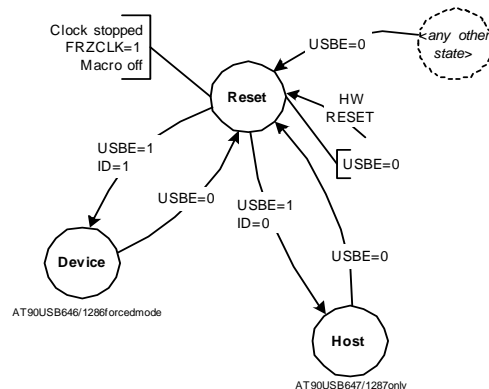 Clock stopped
FRZCLK=1
Macro off
USBE=0
<any other
state>
Reset
HW
RESET
USBE=0
USBE=1
ID=1
USBE=0
USBE=1
ID=0
USBE=0
Device
AT90USB646/1286forcedmode
Host
AT90USB647/1287only